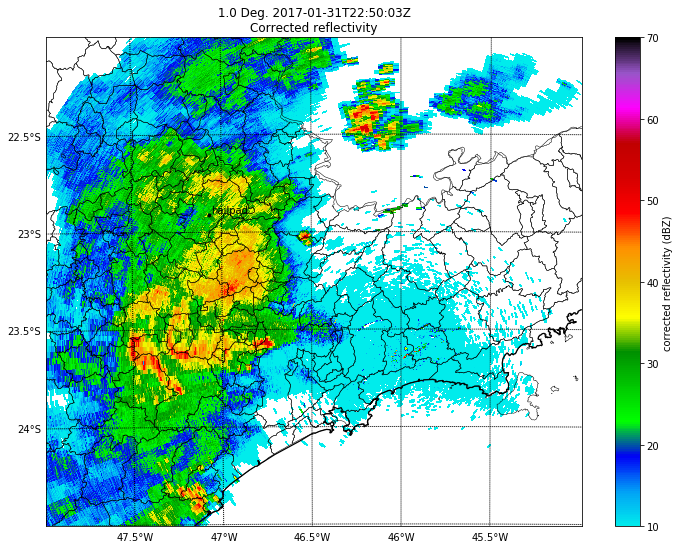 1.0 Deg. 2017-01-31T22:50:03Z
Corrected reflectivity
22.5°S
23°S
23.5°S
24°S
47.5°W
47°W
46.5°W
46°W
45.5°W
70
60
50
40
30
20
10
corrected reflectivity (dBZ)